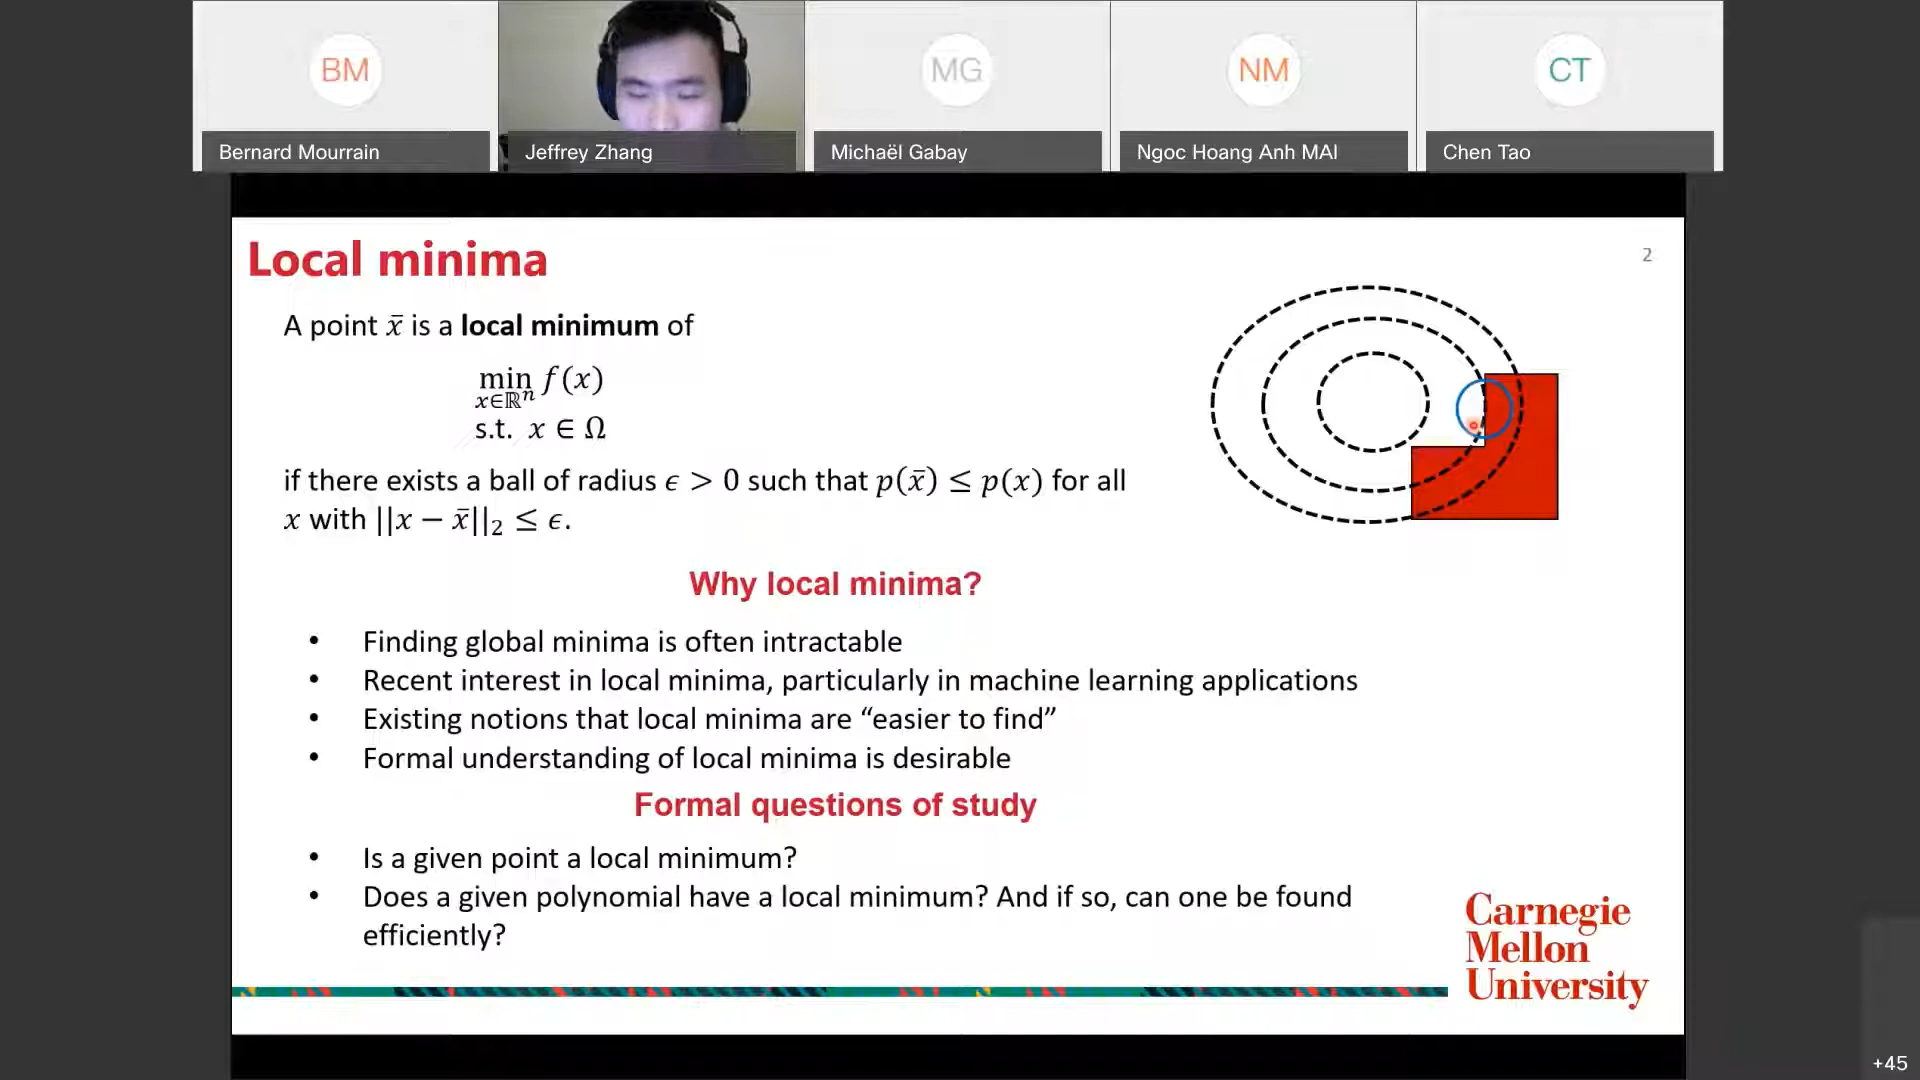 BM
MG
NM
CT
Bernard Mourrain
Jeffrey Zhang
Michaël Gabay
Ngoc Hoang Anh MAI
Chen Tao
Local minima
2
A point x̄ is a local minimum of
min f(x)
x∈ℝⁿ
s.t. x ∈ Ω
if there exists a ball of radius ϵ > 0 such that p(x̄) ≤ p(x) for all
x with ||x − x̄||₂ ≤ ϵ.
Why local minima?
• Finding global minima is often intractable
• Recent interest in local minima, particularly in machine learning applications
• Existing notions that local minima are “easier to find”
• Formal understanding of local minima is desirable
Formal questions of study
• Is a given point a local minimum?
• Does a given polynomial have a local minimum? And if so, can one be found
efficiently?
Carnegie
Mellon
University
+45